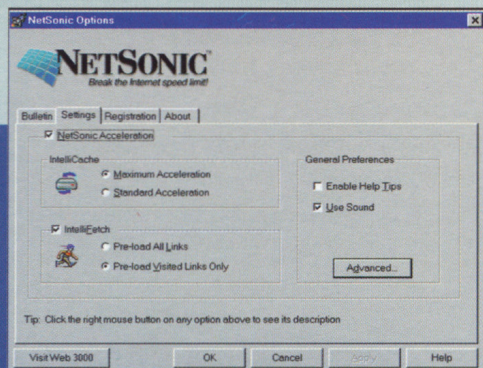 NetSonic Options
NETSONIC
Break the Internet speed limit!
Bulletin Settings Registration About
NetSonic Acceleration
IntelliCache
Maximum Acceleration
Standard Acceleration
IntelliFetch
Pre-load All Links
Pre-load Visited Links Only
General Preferences
Enable Help Tips
Use Sound
Advanced...
Tip: Click the right mouse button on any option above to see its description
Visit Web 3000 OK Cancel Apply Help